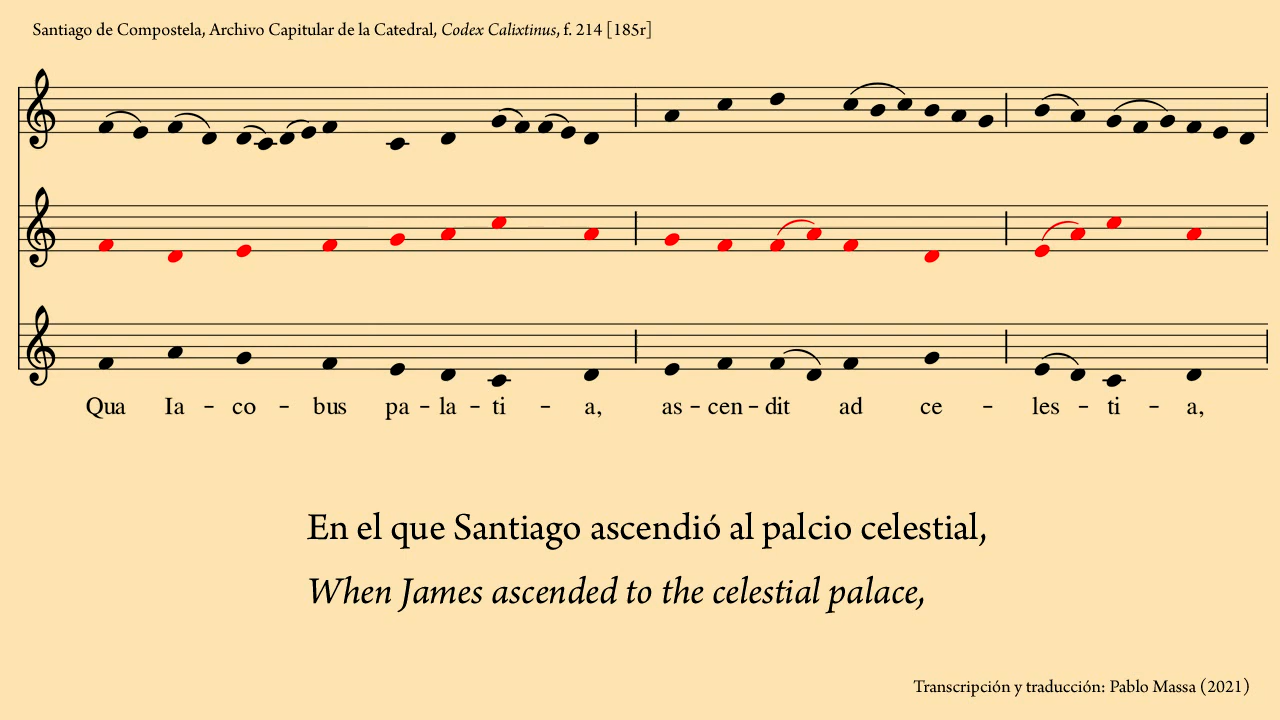 Santiago de Compostela, Archivo Capitular de la Catedral, Codex Calixtinus, f. 214 [185r]
Qua Ia - co - bus pa - la - ti - a, as - cen - dit ad ce - les - ti - a,
En el que Santiago ascendió al palcio celestial,
When James ascended to the celestial palace,
Transcripción y traducción: Pablo Massa (2021)